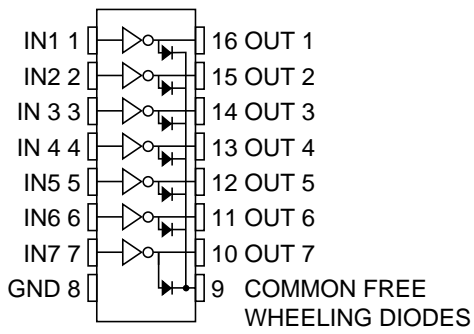 IN1 1 16 OUT 1
IN2 2 15 OUT 2
IN 3 3 14 OUT 3
IN 4 4 13 OUT 4
IN5 5 12 OUT 5
IN6 6 11 OUT 6
IN7 7 10 OUT 7
GND 8 9 COMMON FREE
WHEELING DIODES